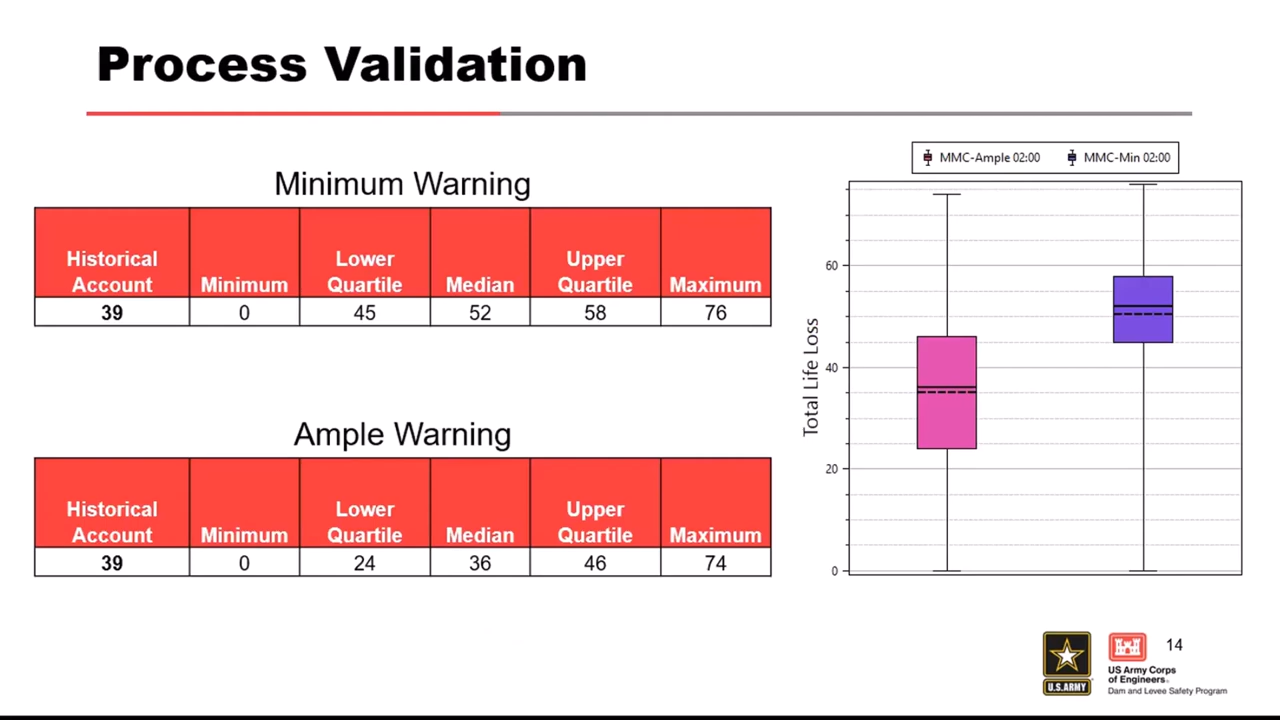 Process Validation
Minimum Warning
Historical Account Minimum Lower Quartile Median Upper Quartile Maximum
39 0 45 52 58 76
Ample Warning
Historical Account Minimum Lower Quartile Median Upper Quartile Maximum
39 0 24 36 46 74
MMC-Ample 02:00 MMC-Min 02:00
Total Life Loss
60
40
20
0
14
U.S.ARMY
US Army Corps
of Engineers
Dam and Levee Safety Program